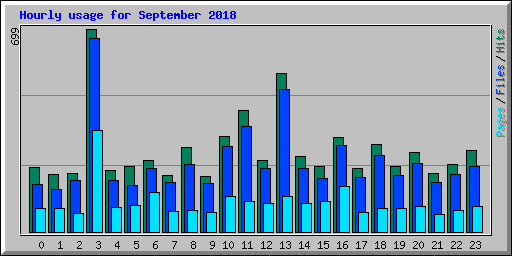 Hourly usage for September 2018
699
Pages/Files/Hits
0 1 2 3 4 5 6 7 8 9 10 11 12 13 14 15 16 17 18 19 20 21 22 23